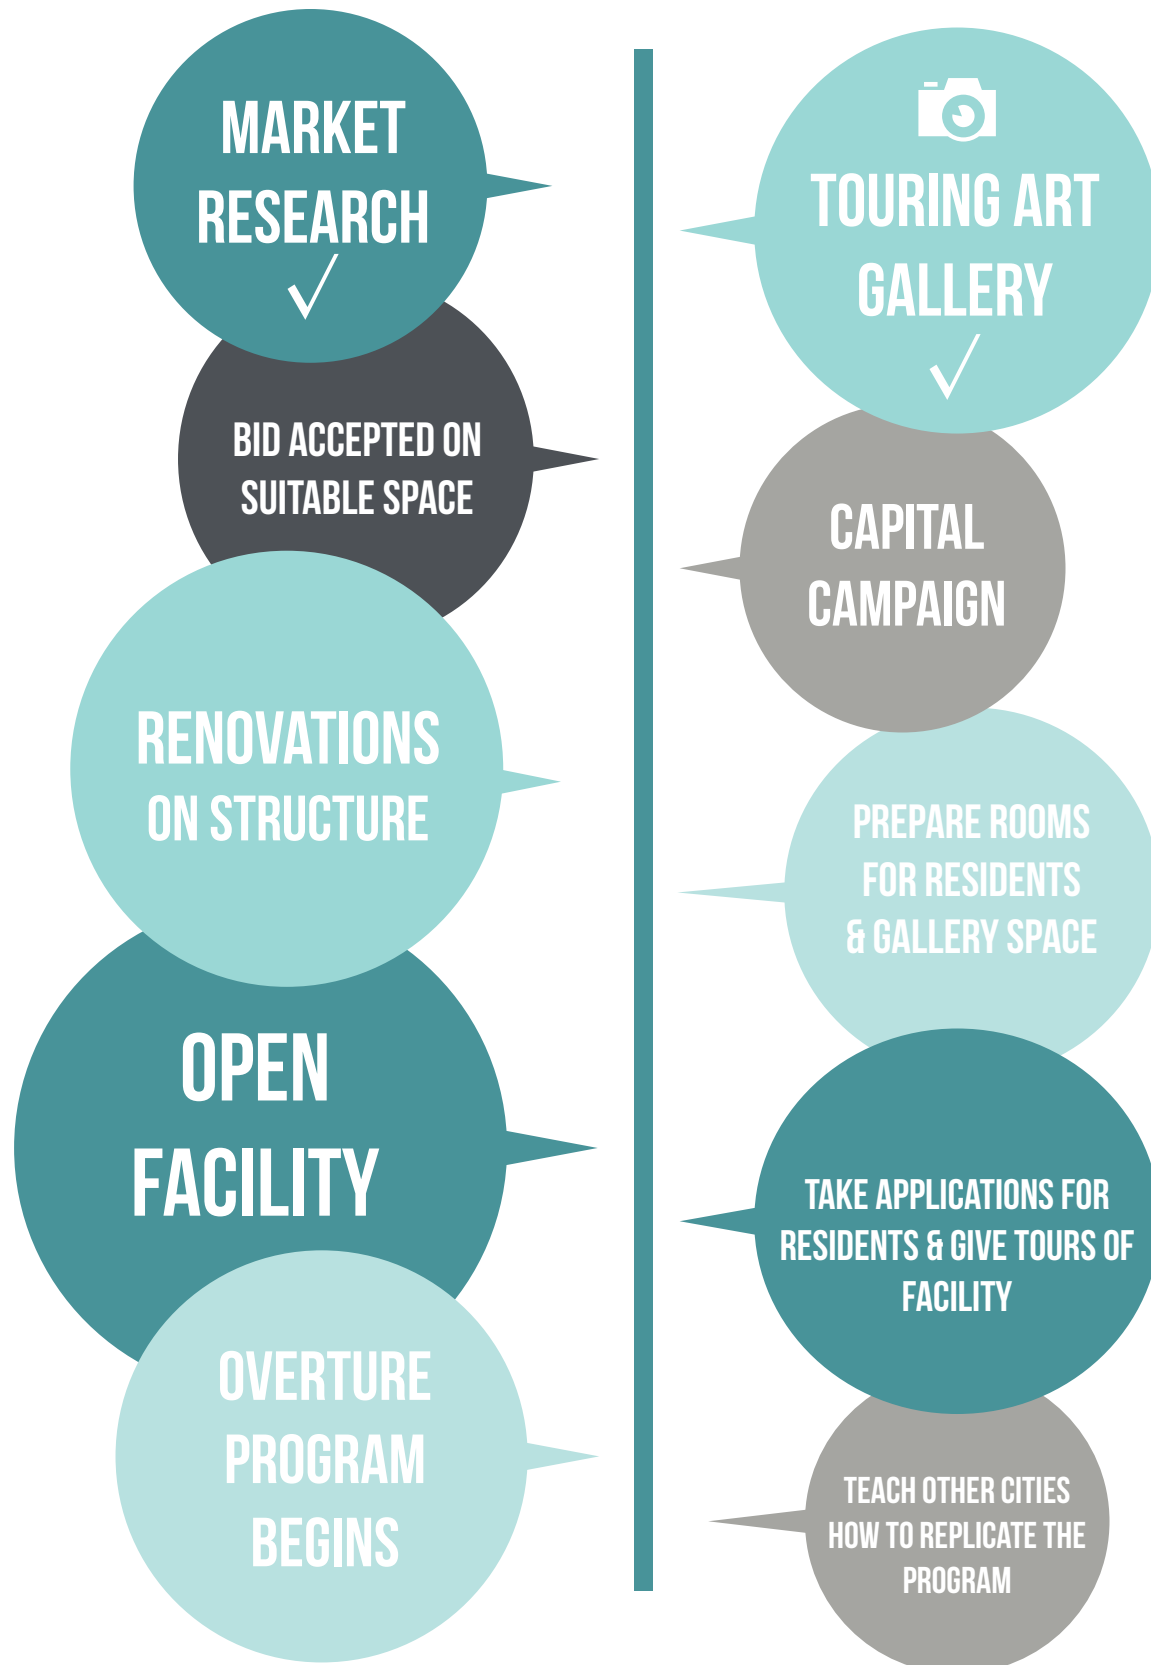 MARKET
RESEARCH
TOURING ART
GALLERY
BID ACCEPTED ON
SUITABLE SPACE
CAPITAL
CAMPAIGN
RENOVATIONS
ON STRUCTURE
PREPARE ROOMS
FOR RESIDENTS
& GALLERY SPACE
OPEN
FACILITY
TAKE APPLICATIONS FOR
RESIDENTS & GIVE TOURS OF
FACILITY
OVERTURE
PROGRAM
BEGINS
TEACH OTHER CITIES
HOW TO REPLICATE THE
PROGRAM